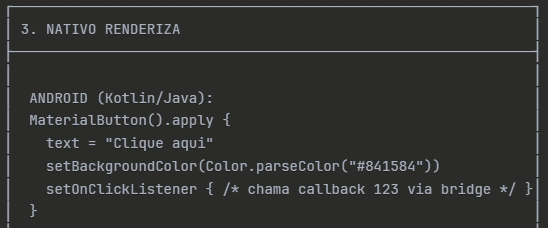 3. NATIVO RENDERIZA
ANDROID (Kotlin/Java):
MaterialButton().apply {
text = "Clique aqui"
setBackgroundColor(Color.parseColor("#841584"))
setOnClickListener { /* chama callback 123 via bridge */ }
}